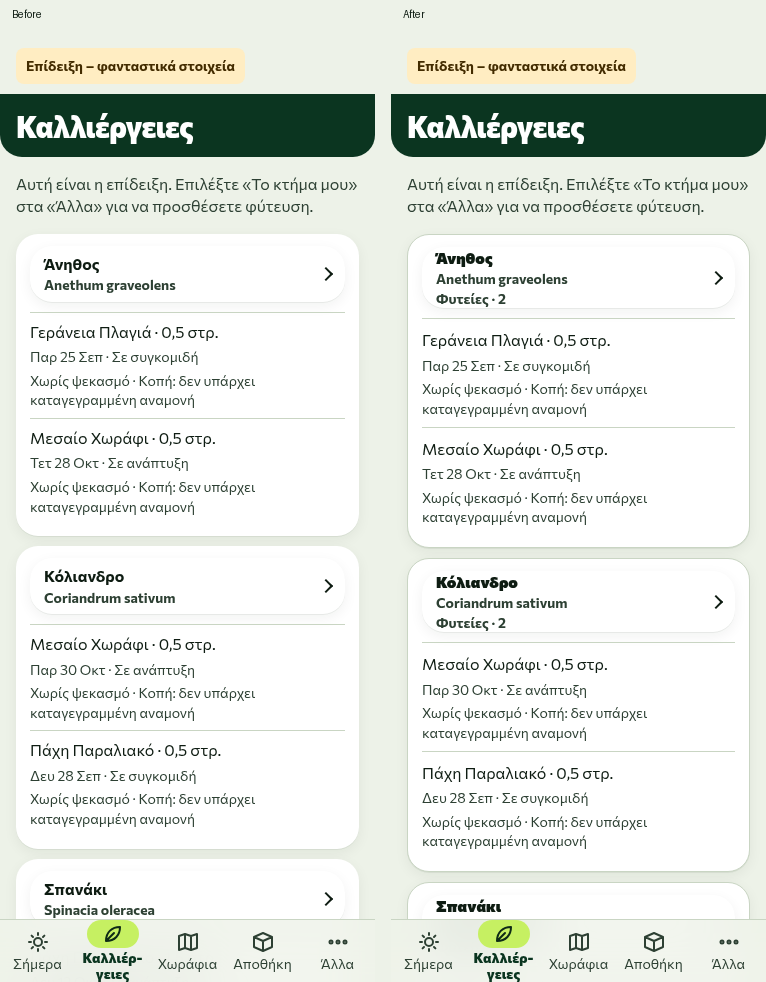 Before
Επίδειξη – φανταστικά στοιχεία
Καλλιέργειες
Αυτή είναι η επίδειξη. Επιλέξτε «Το κτήμα μου»
στα «Άλλα» για να προσθέσετε φύτευση.
Άνηθος
Anethum graveolens
Γεράνεια Πλαγιά · 0,5 στρ.
Παρ 25 Σεπ · Σε συγκομιδή
Χωρίς ψεκασμό · Κοπή: δεν υπάρχει
καταγεγραμμένη αναμονή
Μεσαίο Χωράφι · 0,5 στρ.
Τετ 28 Οκτ · Σε ανάπτυξη
Χωρίς ψεκασμό · Κοπή: δεν υπάρχει
καταγεγραμμένη αναμονή
Κόλιανδρο
Coriandrum sativum
Μεσαίο Χωράφι · 0,5 στρ.
Παρ 30 Οκτ · Σε ανάπτυξη
Χωρίς ψεκασμό · Κοπή: δεν υπάρχει
καταγεγραμμένη αναμονή
Πάχη Παραλιακό · 0,5 στρ.
Δευ 28 Σεπ · Σε συγκομιδή
Χωρίς ψεκασμό · Κοπή: δεν υπάρχει
καταγεγραμμένη αναμονή
Σπανάκι
Spinacia oleracea
Σήμερα
Καλλιέρ-
γειες
Χωράφια
Αποθήκη
Άλλα
After
Επίδειξη – φανταστικά στοιχεία
Καλλιέργειες
Αυτή είναι η επίδειξη. Επιλέξτε «Το κτήμα μου»
στα «Άλλα» για να προσθέσετε φύτευση.
Άνηθος
Anethum graveolens
Φυτείες · 2
Γεράνεια Πλαγιά · 0,5 στρ.
Παρ 25 Σεπ · Σε συγκομιδή
Χωρίς ψεκασμό · Κοπή: δεν υπάρχει
καταγεγραμμένη αναμονή
Μεσαίο Χωράφι · 0,5 στρ.
Τετ 28 Οκτ · Σε ανάπτυξη
Χωρίς ψεκασμό · Κοπή: δεν υπάρχει
καταγεγραμμένη αναμονή
Κόλιανδρο
Coriandrum sativum
Φυτείες · 2
Μεσαίο Χωράφι · 0,5 στρ.
Παρ 30 Οκτ · Σε ανάπτυξη
Χωρίς ψεκασμό · Κοπή: δεν υπάρχει
καταγεγραμμένη αναμονή
Πάχη Παραλιακό · 0,5 στρ.
Δευ 28 Σεπ · Σε συγκομιδή
Χωρίς ψεκασμό · Κοπή: δεν υπάρχει
καταγεγραμμένη αναμονή
Σπανάκι
Σήμερα
Καλλιέρ-
γειες
Χωράφια
Αποθήκη
Άλλα